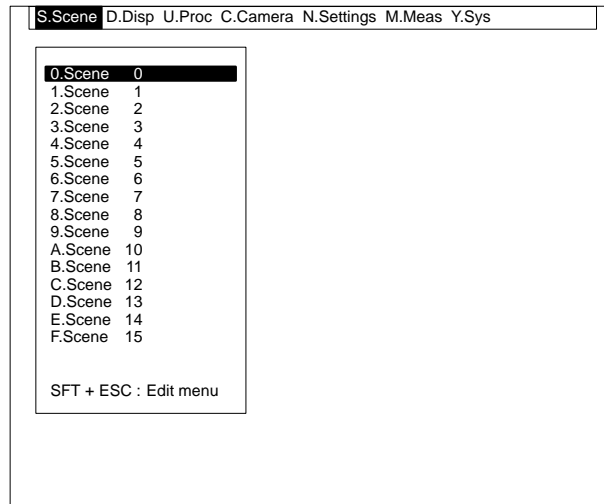 S.Scene D.Disp U.Proc C.Camera N.Settings M.Meas Y.Sys
0.Scene 0
1.Scene 1
2.Scene 2
3.Scene 3
4.Scene 4
5.Scene 5
6.Scene 6
7.Scene 7
8.Scene 8
9.Scene 9
A.Scene 10
B.Scene 11
C.Scene 12
D.Scene 13
E.Scene 14
F.Scene 15
SFT + ESC : Edit menu